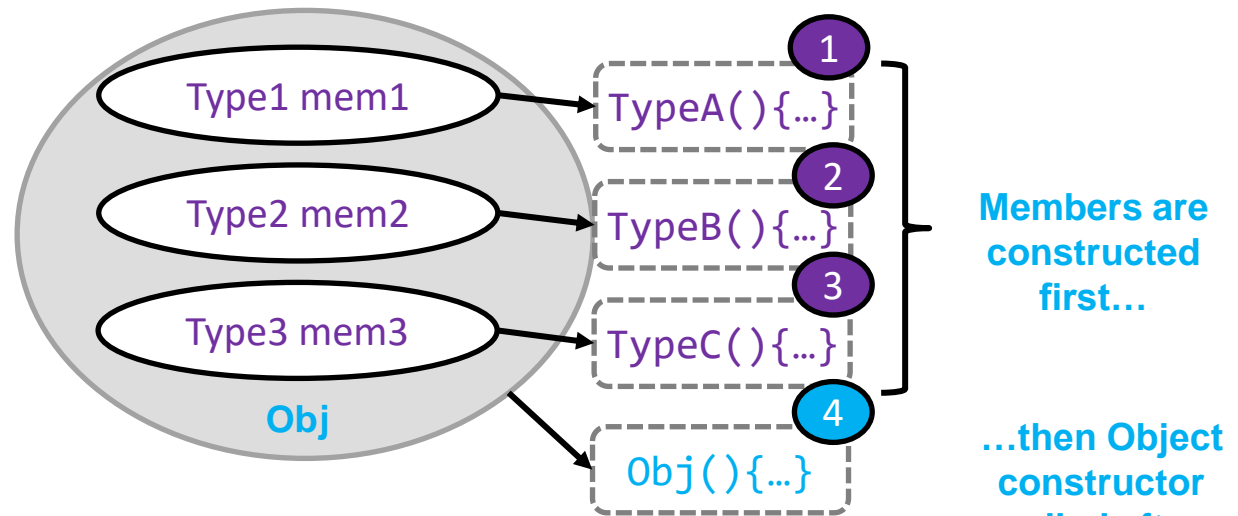 1
Type1 mem1
TypeA(){…}
2
Type2 mem2
TypeB(){…}
Members are
constructed
first…
3
Type3 mem3
TypeC(){…}
Obj
4
Obj(){…}
…then Object
constructor